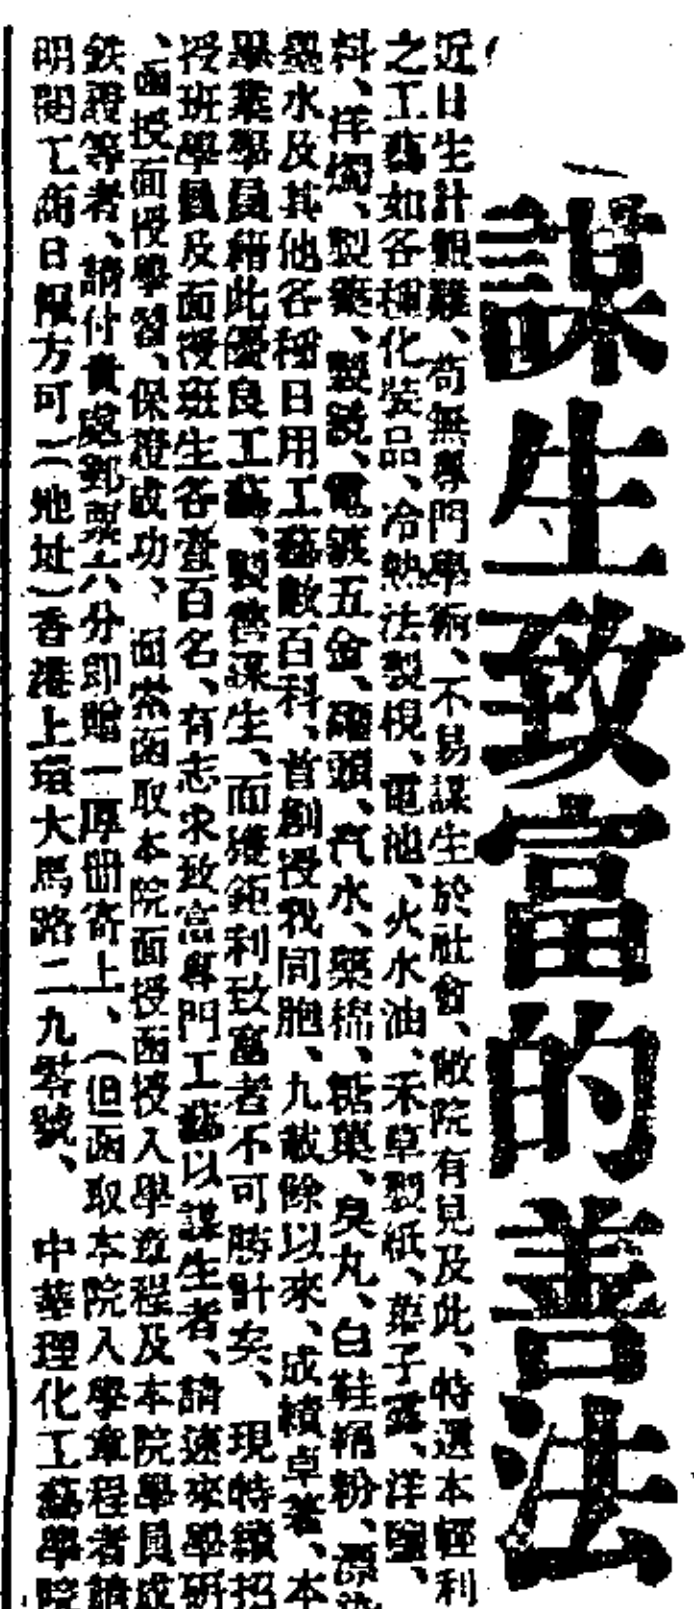 謀生致富的善法
近日生計艱難、苟無專門學術、不易謀生於社會、敝院有見及此、特選本輕利
之工藝如各種化裝品、冷熱法製梘、電池、火水油、禾草製紙、菓子露、洋鹽、
料、洋燭、製藥、製鏡、電鍍五金、罐頭、汽水、藥棉、糖菓、臭丸、白鞋粉、漂
墨水及其他各種日用工藝數百科、首創授我同胞、九載餘以來、成績卓著、本
畢業學員藉此優良工藝、製舊謀生、而獲鉅利致富者不可勝計矣、現特續招
授班學員及面授班生各壹百名、有志求致富專門工藝以謀生者、請速來學研
、函授面授學習、保證成功、面索函取本院面授函授入學章程及本院學員成
鉄證等者、請付貴處郵票六分即贈一厚册寄上、（但函取本院入學章程者請
明閱工商日報方可）（地址）香港上環大馬路二九零號、 中華理化工藝學院